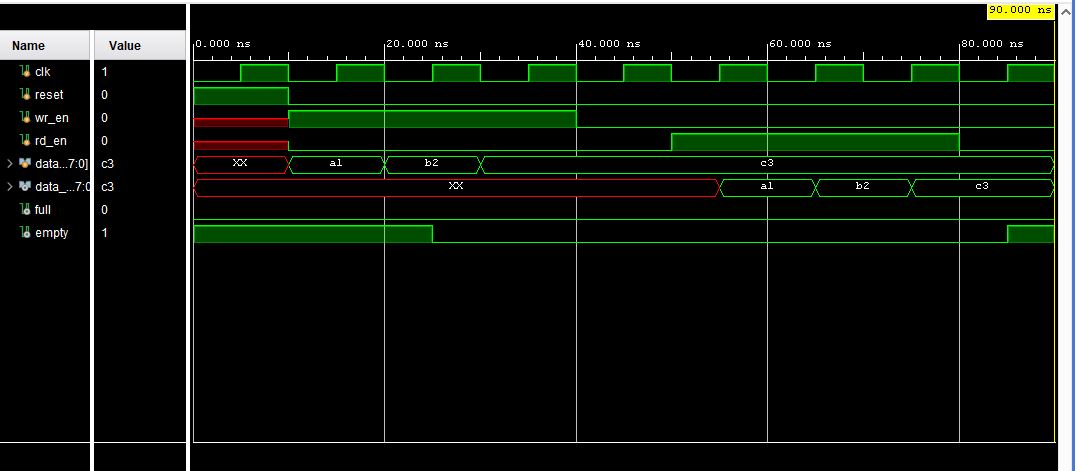 90.000 ns
Name Value
0.000 ns 20.000 ns 40.000 ns 60.000 ns 80.000 ns
clk 1
reset 0
wr_en 0
rd_en 0
data...7:0] c3 XX a1 b2 c3
data_...7:0 c3 XX a1 b2 c3
full 0
empty 1